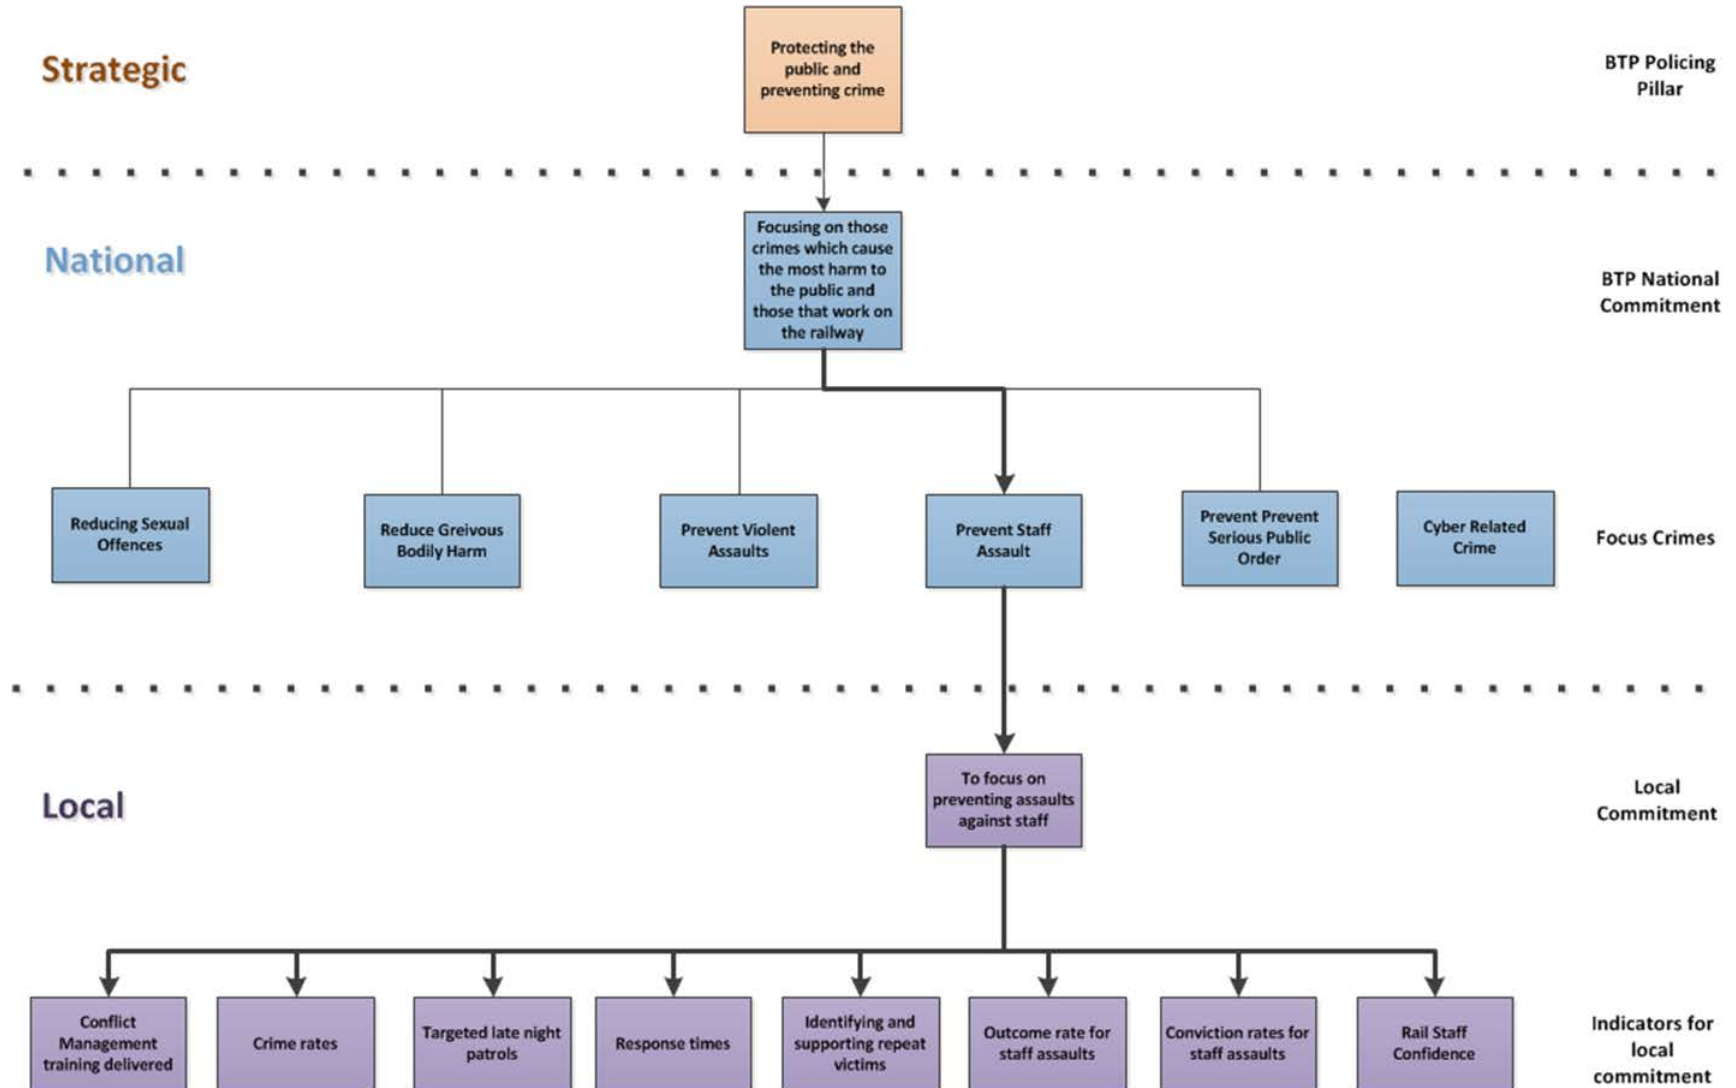 Strategic
Protecting the
public and
preventing crime
BTP Policing
Pillar
National
Focusing on those
crimes which cause
the most harm to
the public and
those that work on
the railway
BTP National
Commitment
Reducing Sexual
Offences
Reduce Greivous
Bodily Harm
Prevent Violent
Assaults
Prevent Staff
Assault
Prevent Prevent
Serious Public
Order
Cyber Related
Crime
Focus Crimes
Local
To focus on
preventing assaults
against staff
Local
Commitment
Conflict
Management
training delivered
Crime rates
Targeted late night
patrols
Response times
Identifying and
supporting repeat
victims
Outcome rate for
staff assaults
Conviction rates for
staff assaults
Rail Staff
Confidence
Indicators for
local
commitment